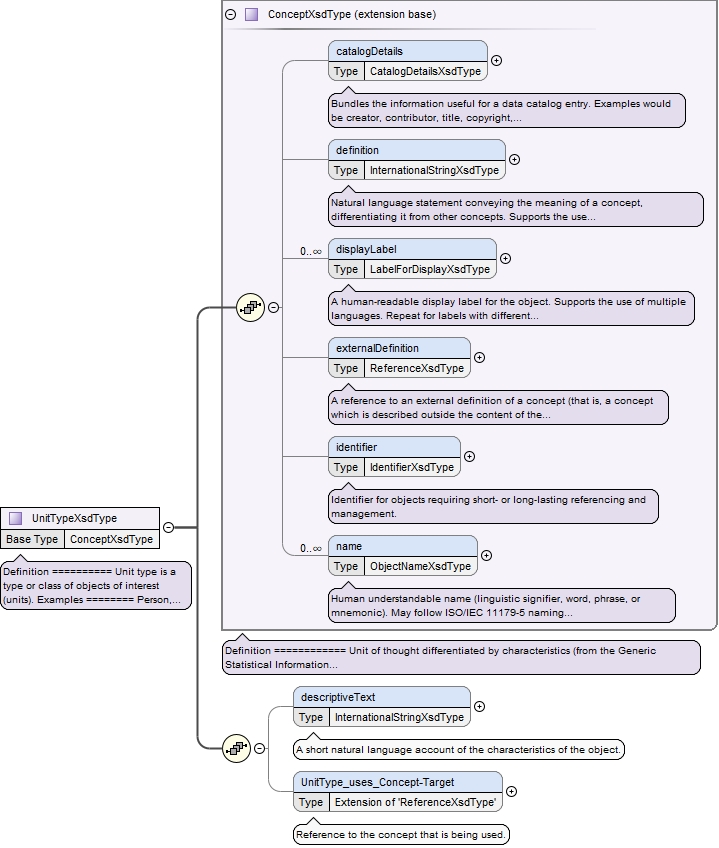 ConceptXsdType (extension base)
catalogDetails
Type CatalogDetailsXsdType
Bundles the information useful for a data catalog entry. Examples would
be creator, contributor, title, copyright,...
definition
Type InternationalStringXsdType
Natural language statement conveying the meaning of a concept,
differentiating it from other concepts. Supports the use...
0..∞
displayLabel
Type LabelForDisplayXsdType
A human-readable display label for the object. Supports the use of multiple
languages. Repeat for labels with different...
externalDefinition
Type ReferenceXsdType
A reference to an external definition of a concept (that is, a concept
which is described outside the content of the...
identifier
Type IdentifierXsdType
Identifier for objects requiring short- or long-lasting referencing and
management.
0..∞
name
Type ObjectNameXsdType
Human understandable name (linguistic signifier, word, phrase, or
mnemonic). May follow ISO/IEC 11179-5 naming...
UnitTypeXsdType
Base Type ConceptXsdType
Definition ========== Unit type is a
type or class of objects of interest
(units). Examples ======== Person,...
Definition ============ Unit of thought differentiated by characteristics (from the Generic
Statistical Information...
descriptiveText
Type InternationalStringXsdType
A short natural language account of the characteristics of the object.
UnitType_uses_Concept-Target
Type Extension of 'ReferenceXsdType'
Reference to the concept that is being used.